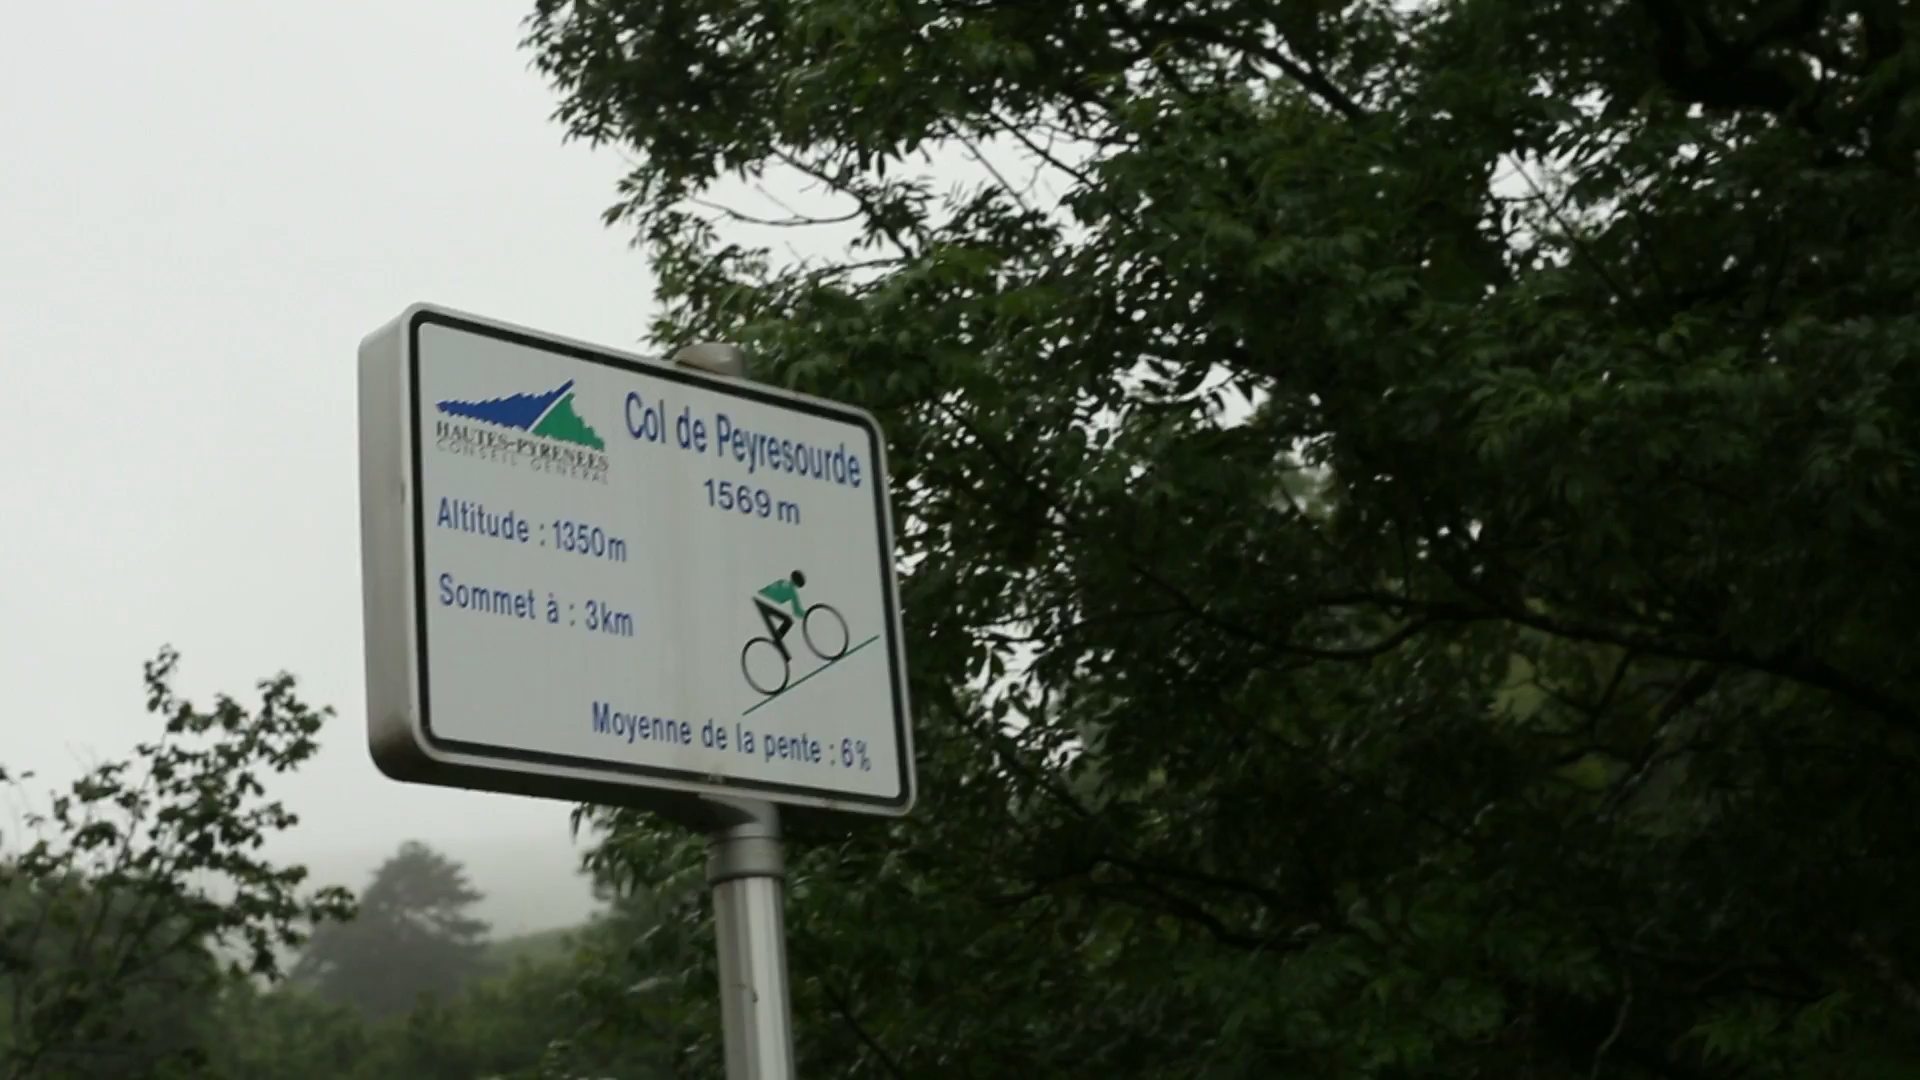 HAUTES-PYRENEES
CONSEIL GENERAL
Col de Peyresourde
1569 m
Altitude : 1350m
Sommet à : 3km
Moyenne de la pente : 6%